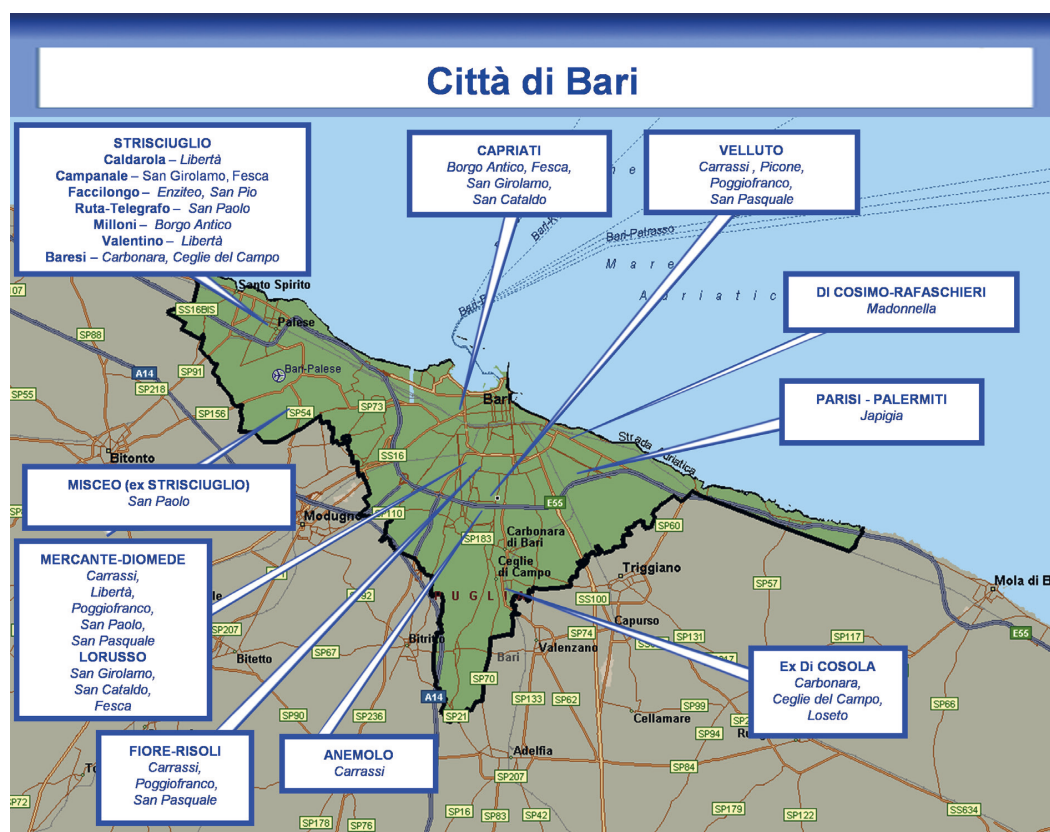 Città di Bari
STRISCIUGLIO
Caldarola – Libertà
Campanale – San Girolamo, Fesca
Faccilongo – Enziteo, San Pio
Ruta-Telegrafo – San Paolo
Milloni – Borgo Antico
Valentino – Libertà
Baresi – Carbonara, Ceglie del Campo
CAPRIATI
Borgo Antico, Fesca,
San Girolamo,
San Cataldo
VELLUTO
Carrassi , Picone,
Poggiofranco,
San Pasquale
DI COSIMO-RAFASCHIERI
Madonnella
PARISI - PALERMITI
Japigia
MISCEO (ex STRISCIUGLIO)
San Paolo
MERCANTE-DIOMEDE
Carrassi,
Libertà,
Poggiofranco,
San Paolo,
San Pasquale
LORUSSO
San Girolamo,
San Cataldo,
Fesca
FIORE-RISOLI
Carrassi,
Poggiofranco,
San Pasquale
ANEMOLO
Carrassi
Ex Di COSOLA
Carbonara,
Ceglie del Campo,
Loseto
Bari-Patrasso
Mare
Adriatic
Santo Spirito
SS16BIS
Palese
SP88
A14
SP91
SP218
Bari-Palese
SP55
SP156
SP54
SP73
Bari
Strada Adriatica
Bitonto
SS16
Modugno
SP110
E55
SP60
SP183
Carbonara
di Bari
Ceglie
di Campo
Triggiano
SP57
Mola di B
UGLI
SS100
Capurso
SP207
SP67
Bitritto
SP74
SP131
SP117
E55
Bitetto
Bari
Valenzano
SP70
A14
SP133
SP62
SP99
SP66
SP90
SP236
SP21
Cellamare
SP94
Adelfia
SP84
SP207
SP72
SP178
SP76
SP16
SP83
SP42
SP179
SP122
SS634